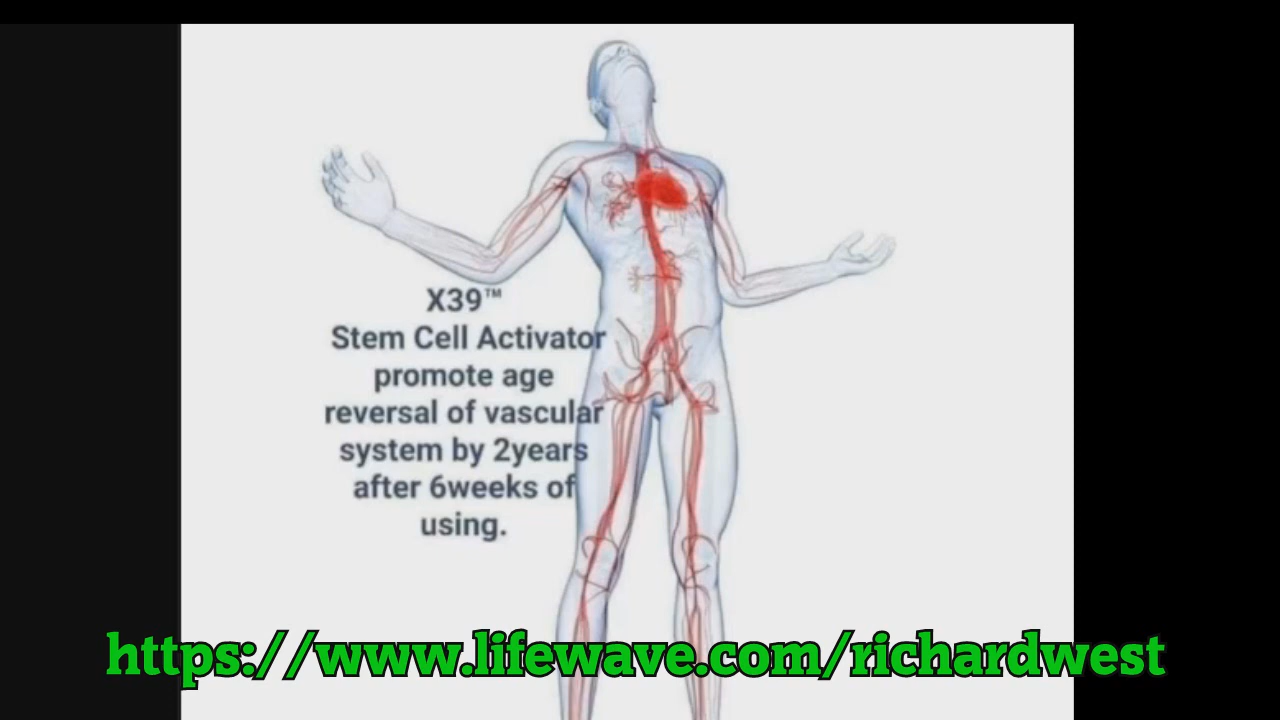 X39™
Stem Cell Activator
promote age
reversal of vascular
system by 2years
after 6weeks of
using.
https://www.lifewave.com/richardwest